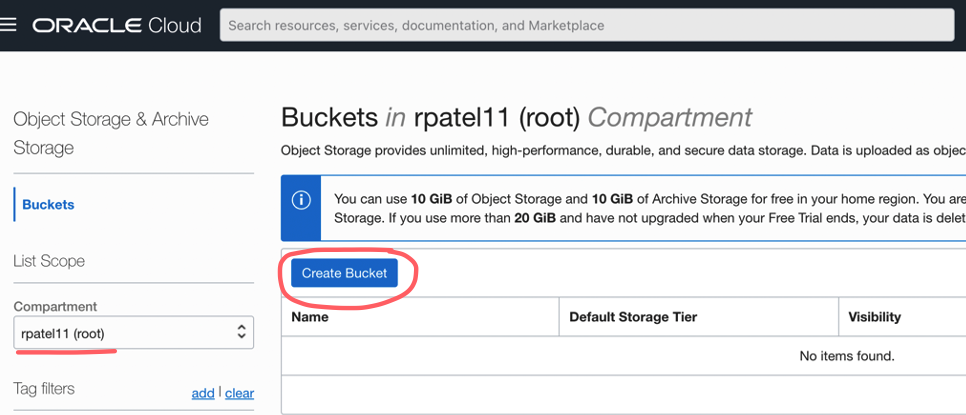 ORACLE Cloud
Search resources, services, documentation, and Marketplace
Object Storage & Archive
Storage
Buckets
List Scope
Compartment
rpatel11 (root)
Tag filters
add | clear
Buckets in rpatel11 (root) Compartment
Object Storage provides unlimited, high-performance, durable, and secure data storage. Data is uploaded as objec
You can use 10 GiB of Object Storage and 10 GiB of Archive Storage for free in your home region. You are
Storage. If you use more than 20 GiB and have not upgraded when your Free Trial ends, your data is delet
Create Bucket
Name Default Storage Tier Visibility
No items found.